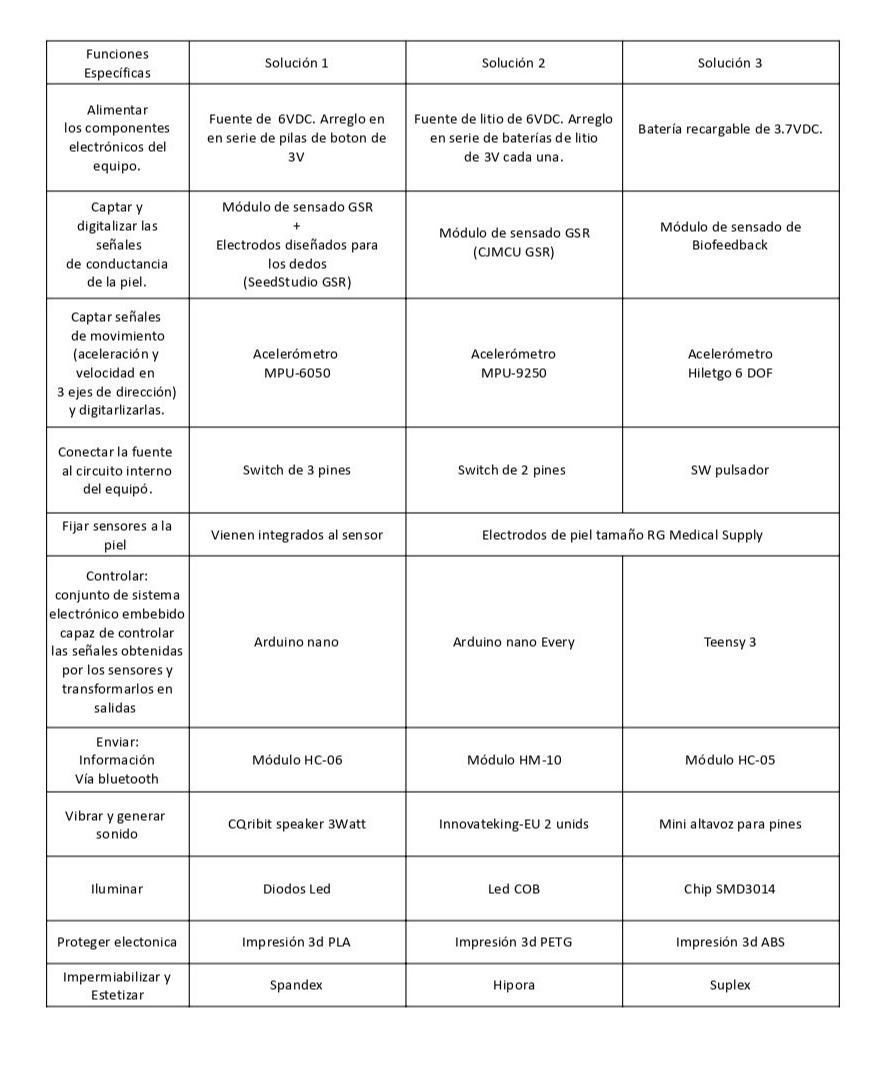 Funciones
Específicas
Solución 1
Solución 2
Solución 3
Alimentar
los componentes
electrónicos del
equipo.
Fuente de 6VDC. Arreglo en
en serie de pilas de boton de
3V
Fuente de litio de 6VDC. Arreglo
en serie de baterías de litio
de 3V cada una.
Batería recargable de 3.7VDC.
Captar y
digitalizar las
señales
de conductancia
de la piel.
Módulo de sensado GSR
+
Electrodos diseñados para
los dedos
(SeedStudio GSR)
Módulo de sensado GSR
(CJMCU GSR)
Módulo de sensado de
Biofeedback
Captar señales
de movimiento
(aceleración y
velocidad en
3 ejes de dirección)
y digitarlizarlas.
Acelerómetro
MPU-6050
Acelerómetro
MPU-9250
Acelerómetro
Hiletgo 6 DOF
Conectar la fuente
al circuito interno
del equipó.
Switch de 3 pines
Switch de 2 pines
SW pulsador
Fijar sensores a la
piel
Vienen integrados al sensor
Electrodos de piel tamaño RG Medical Supply
Controlar:
conjunto de sistema
electrónico embebido
capaz de controlar
las señales obtenidas
por los sensores y
transformarlos en
salidas
Arduino nano
Arduino nano Every
Teensy 3
Enviar:
Información
Vía bluetooth
Módulo HC-06
Módulo HM-10
Módulo HC-05
Vibrar y generar
sonido
CQribit speaker 3Watt
Innovateking-EU 2 unids
Mini altavoz para pines
Iluminar
Diodos Led
Led COB
Chip SMD3014
Proteger electonica
Impresión 3d PLA
Impresión 3d PETG
Impresión 3d ABS
Impermiabilizar y
Estetizar
Spandex
Hipora
Suplex